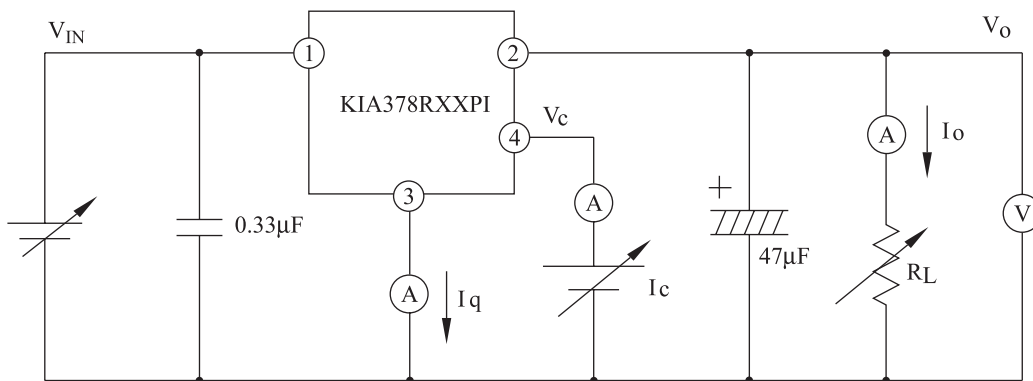 V_IN
V_o
1
2
KIA378RXXPI
4
V_c
3
A
I_o
A
V
+
0.33μF
47μF
R_L
A
I_q
I_c